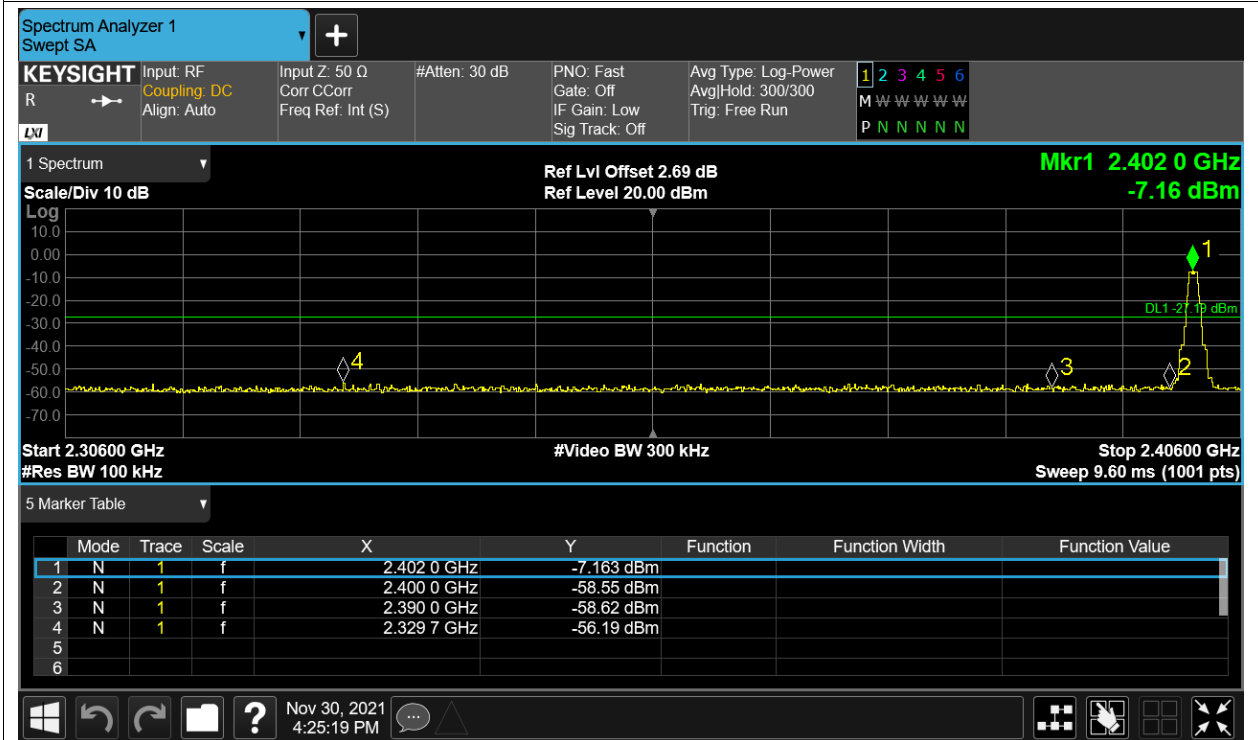 Spectrum Analyzer 1
Swept SA
+
KEYSIGHT Input: RF Input Z: 50 Ω #Atten: 30 dB PNO: Fast Avg Type: Log-Power 1 2 3 4 5 6
R Coupling: DC Corr CCorr Gate: Off Avg|Hold: 300/300 M W W W W W
Align: Auto Freq Ref: Int (S) IF Gain: Low Trig: Free Run
LXI Sig Track: Off P N N N N N
1 Spectrum Ref Lvl Offset 2.69 dB Mkr1 2.402 0 GHz
Scale/Div 10 dB Ref Level 20.00 dBm -7.16 dBm
Log
10.0
0.00 1
-10.0
-20.0
DL1 -27.19 dBm
-30.0
-40.0
-50.0 4 3 2
-60.0
-70.0
Start 2.30600 GHz #Video BW 300 kHz Stop 2.40600 GHz
#Res BW 100 kHz Sweep 9.60 ms (1001 pts)
5 Marker Table
Mode Trace Scale X Y Function Function Width Function Value
1 N 1 f 2.402 0 GHz -7.163 dBm
2 N 1 f 2.400 0 GHz -58.55 dBm
3 N 1 f 2.390 0 GHz -58.62 dBm
4 N 1 f 2.329 7 GHz -56.19 dBm
5
6
? Nov 30, 2021
4:25:19 PM